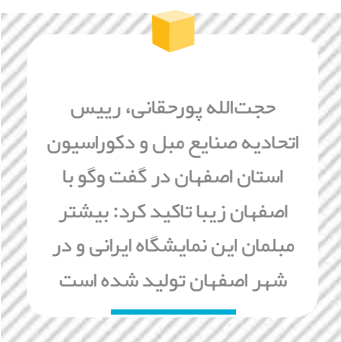 حجت‌الله پورحقانی، رییس
اتحادیه صنایع مبل و دکوراسیون
استان اصفهان در گفت وگو با
اصفهان زیبا تاکید کرد: بیشتر
مبلمان این نمایشگاه ایرانی و در
شهر اصفهان تولید شده است